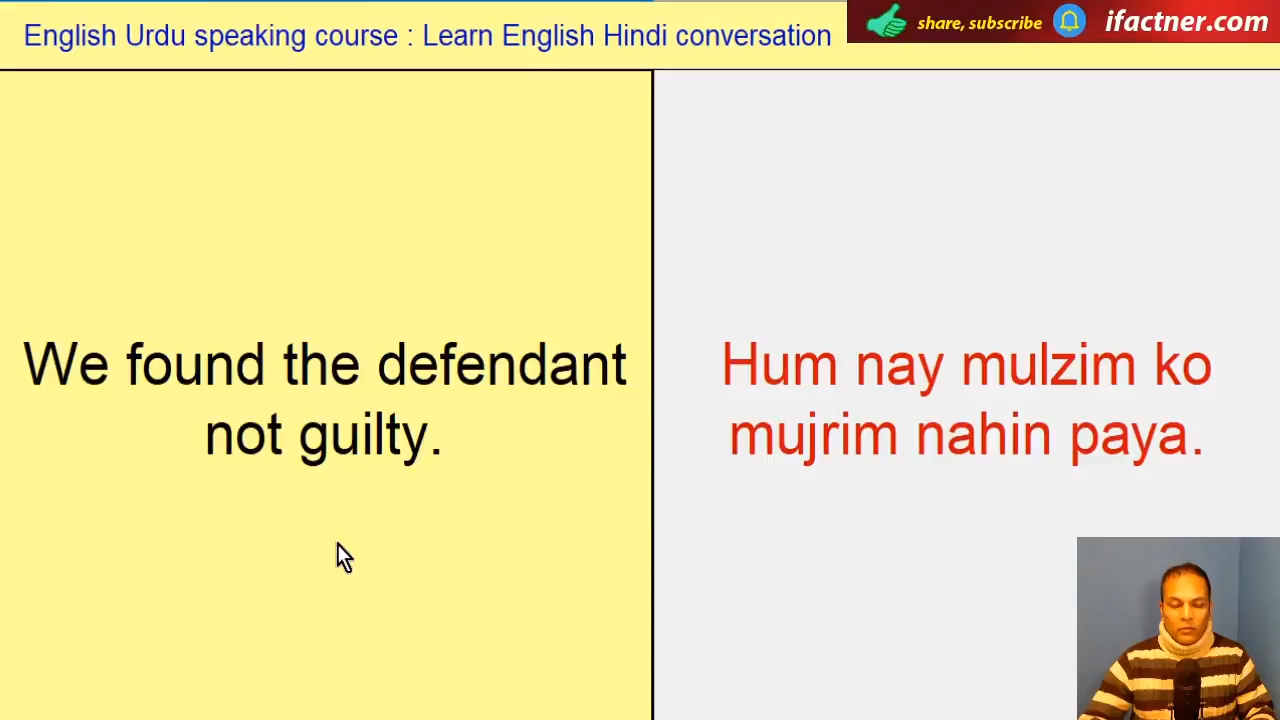 English Urdu speaking course : Learn English Hindi conversation
share, subscribe
ifactner.com
We found the defendant
not guilty.
Hum nay mulzim ko
mujrim nahin paya.